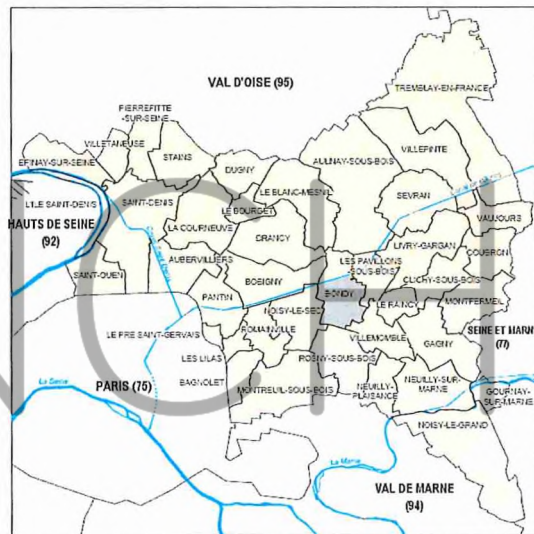 VAL D'OISE (95)
TREMBLAY-EN-FRANCE
PIERREFITTE
-SUR-SEINE
VILLETANEUSE
EPINAY-SUR-SEINE
STAINS
DUGNY
AULNAY-SOUS-BOIS
VILLEPINTE
LE BLANC-MESNIL
SEVRAN
L'ILE SAINT-DENIS
SAINT-DENIS
LE BOURGET
VAUJOURS
HAUTS DE SEINE
(92)
LA COURNEUVE
DRANCY
LIVRY-GARGAN
COUBRON
AUBERVILLIERS
LES PAVILLONS
-SOUS-BOIS
SAINT-OUEN
BOBIGNY
CLICHY-SOUS-BOIS
PANTIN
BONDY
LE RAINCY
MONTFERMEIL
NOISY-LE-SEC
LE PRE SAINT-GERVAIS
ROMAINVILLE
VILLEMOMBLE
GAGNY
SEINE ET MARN
(77)
LES LILAS
ROSNY-SOUS-BOIS
PARIS (75)
BAGNOLET
MONTREUIL-SOUS-BOIS
NEUILLY-
PLAISANCE
NEUILLY-SUR-
MARNE
GOURNAY-
SUR-MARNE
La Seine
NOISY-LE-GRAND
La Marne
VAL DE MARNE
(94)